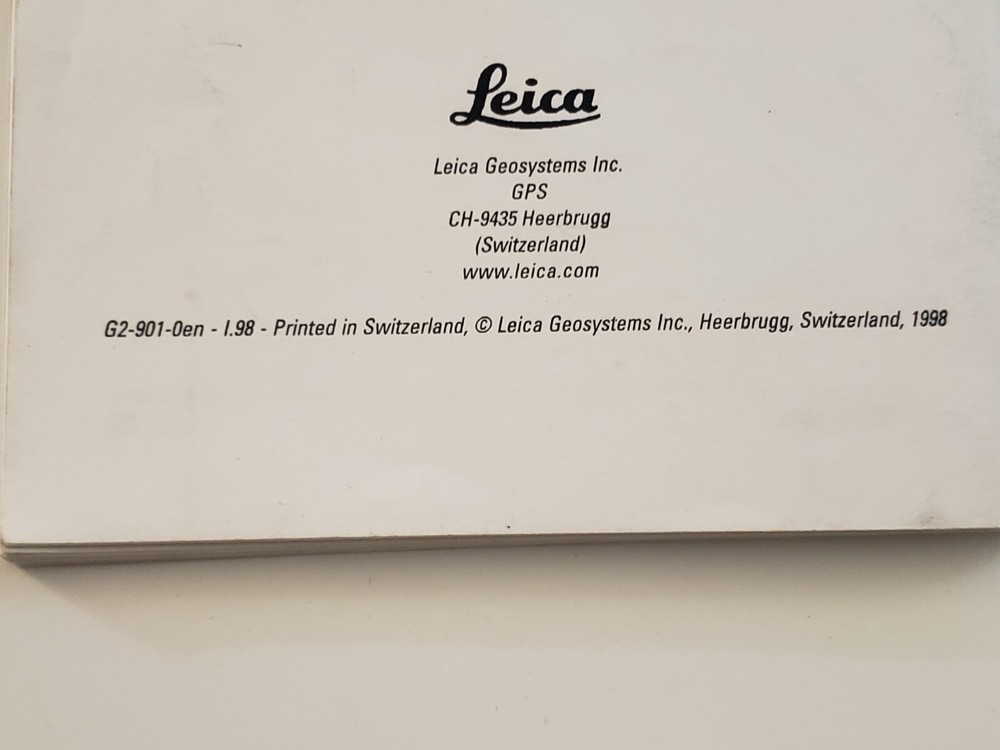 Leica
Leica Geosystems Inc.
GPS
CH-9435 Heerbrugg
(Switzerland)
www.leica.com
G2-901-0en - I.98 - Printed in Switzerland, © Leica Geosystems Inc., Heerbrugg, Switzerland, 1998